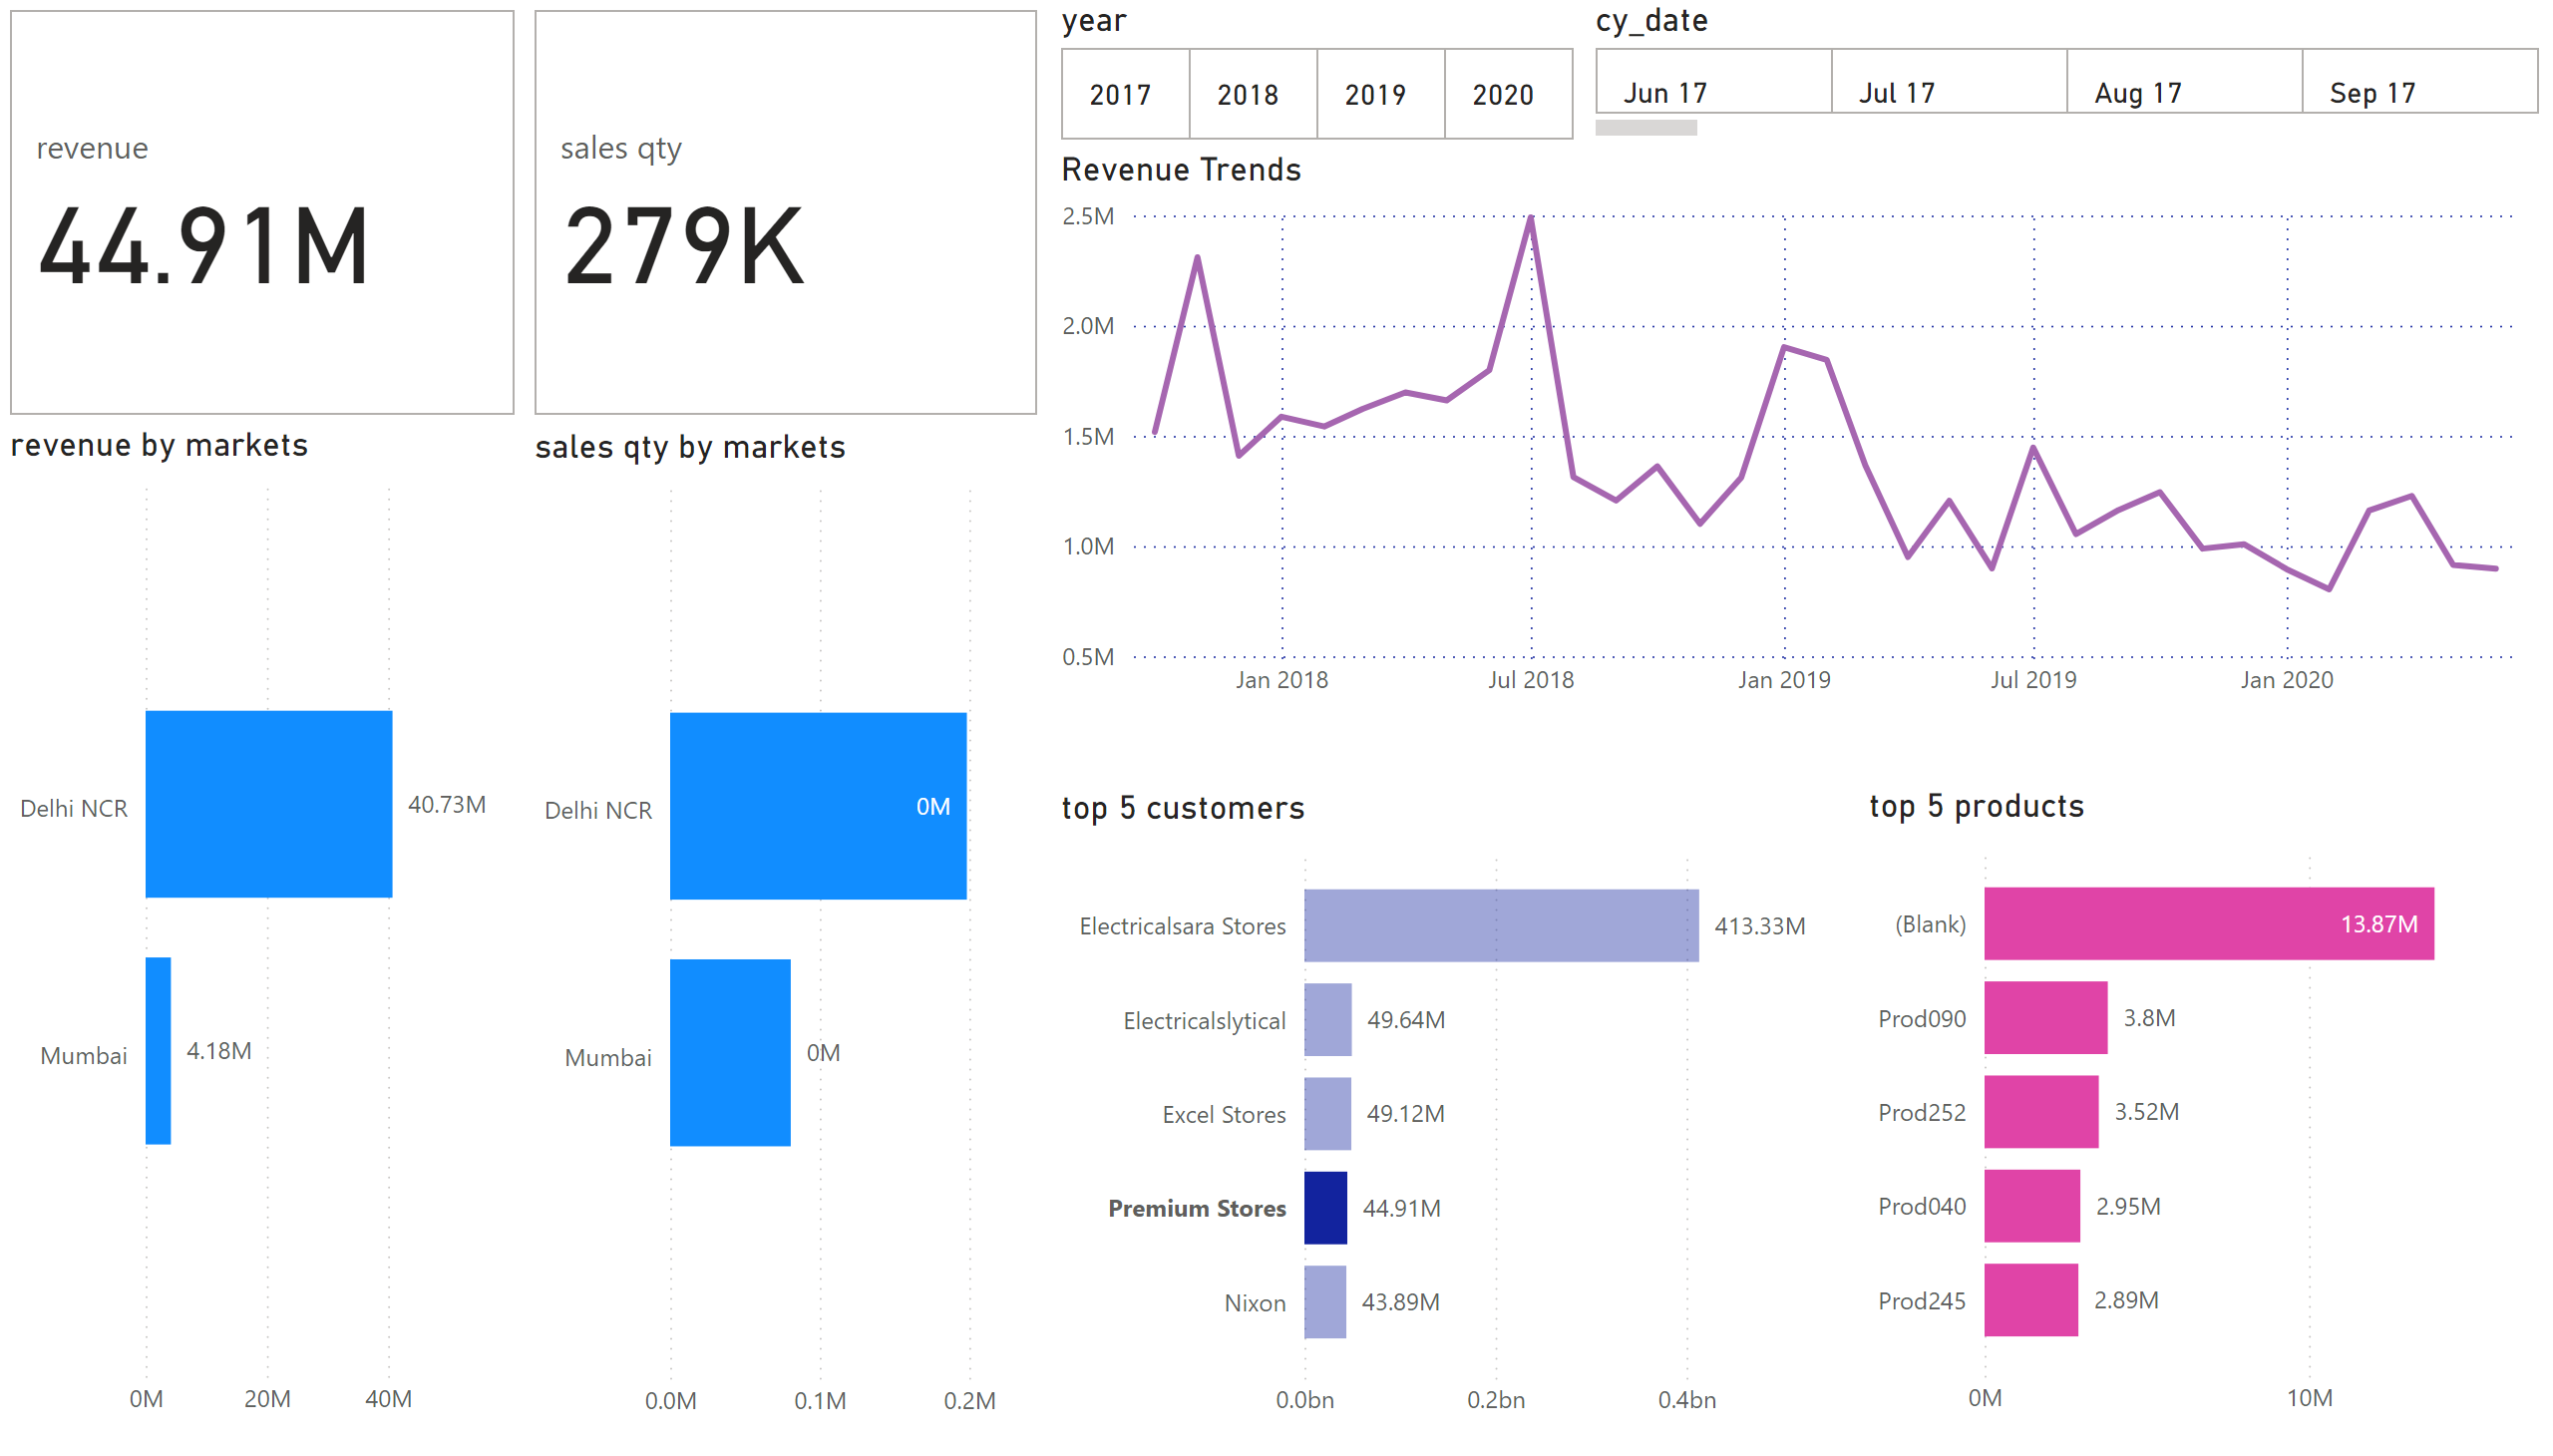 revenue
44.91M
sales qty
279K
year
2017 2018 2019 2020
cy_date
Jun 17 Jul 17 Aug 17 Sep 17
Revenue Trends
2.5M
2.0M
1.5M
1.0M
0.5M
Jan 2018 Jul 2018 Jan 2019 Jul 2019 Jan 2020
revenue by markets
Delhi NCR 40.73M
Mumbai 4.18M
0M 20M 40M
sales qty by markets
Delhi NCR 0M
Mumbai 0M
0.0M 0.1M 0.2M
top 5 customers
Electricalsara Stores 413.33M
Electricalslytical 49.64M
Excel Stores 49.12M
Premium Stores 44.91M
Nixon 43.89M
0.0bn 0.2bn 0.4bn
top 5 products
(Blank) 13.87M
Prod090 3.8M
Prod252 3.52M
Prod040 2.95M
Prod245 2.89M
0M 10M